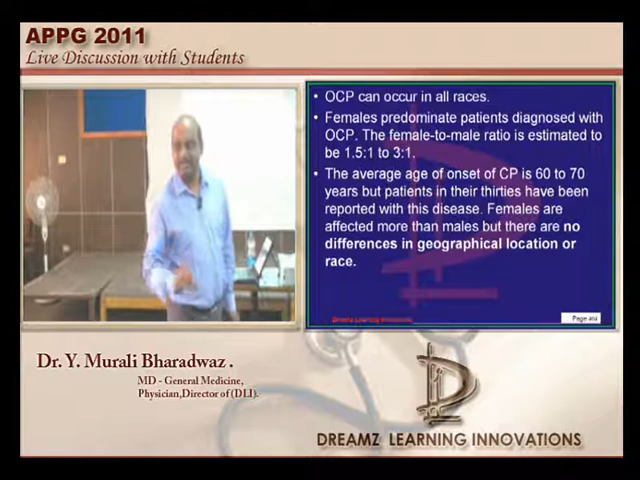 APPG 2011
Live Discussion with Students
• OCP can occur in all races.
• Females predominate patients diagnosed with
OCP. The female-to-male ratio is estimated to
be 1.5:1 to 3:1.
• The average age of onset of CP is 60 to 70
years but patients in their thirties have been
reported with this disease. Females are
affected more than males but there are no
differences in geographical location or
race.
Dreamz Learning Innovations
Dr. Y. Murali Bharadwaz .
MD - General Medicine,
Physician,Director of (DLI).
DREAMZ LEARNING INNOVATIONS